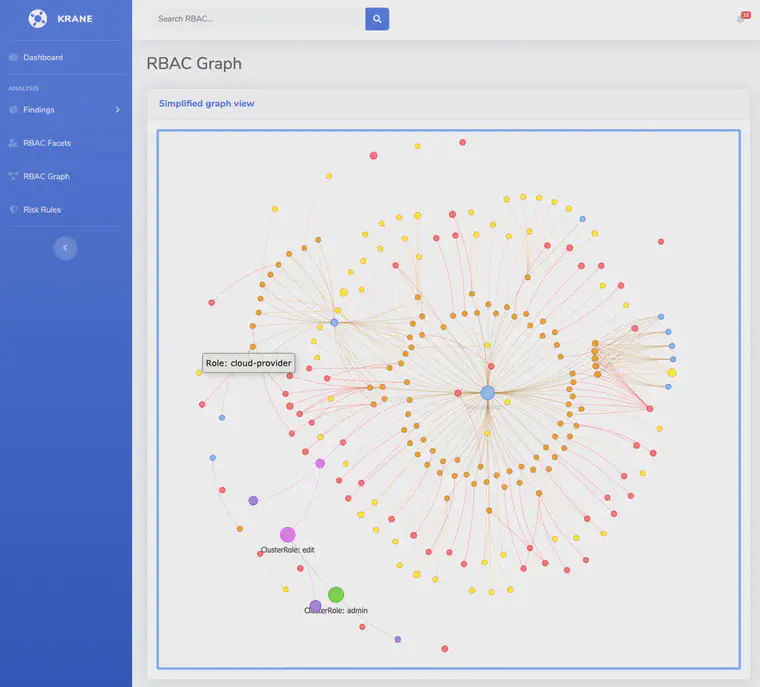 KRANE
Search RBAC...
12
Dashboard
ANALYSIS
Findings
RBAC Facets
RBAC Graph
Risk Rules
RBAC Graph
Simplified graph view
Role: cloud-provider
ClusterRole: edit
ClusterRole: admin